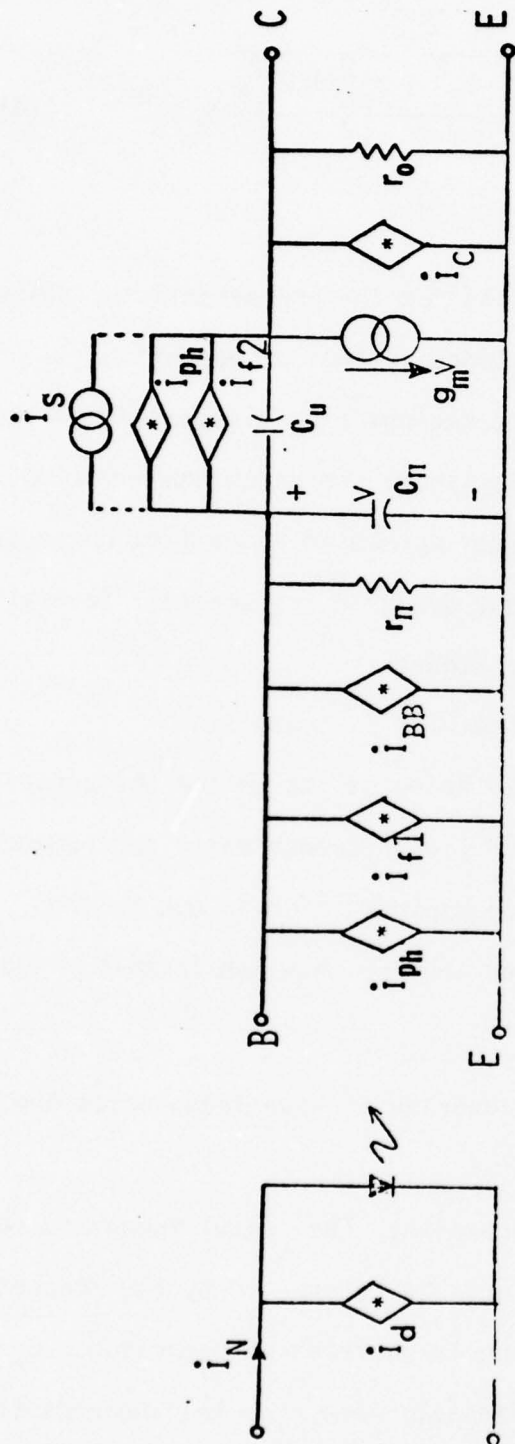 i_N
i_d
B
E
i_ph
i_f1
i_BB
r_Π
+
V
C_Π
-
i_S
i_ph
i_f2
C_u
g_m V
i_C
r_o
C
E